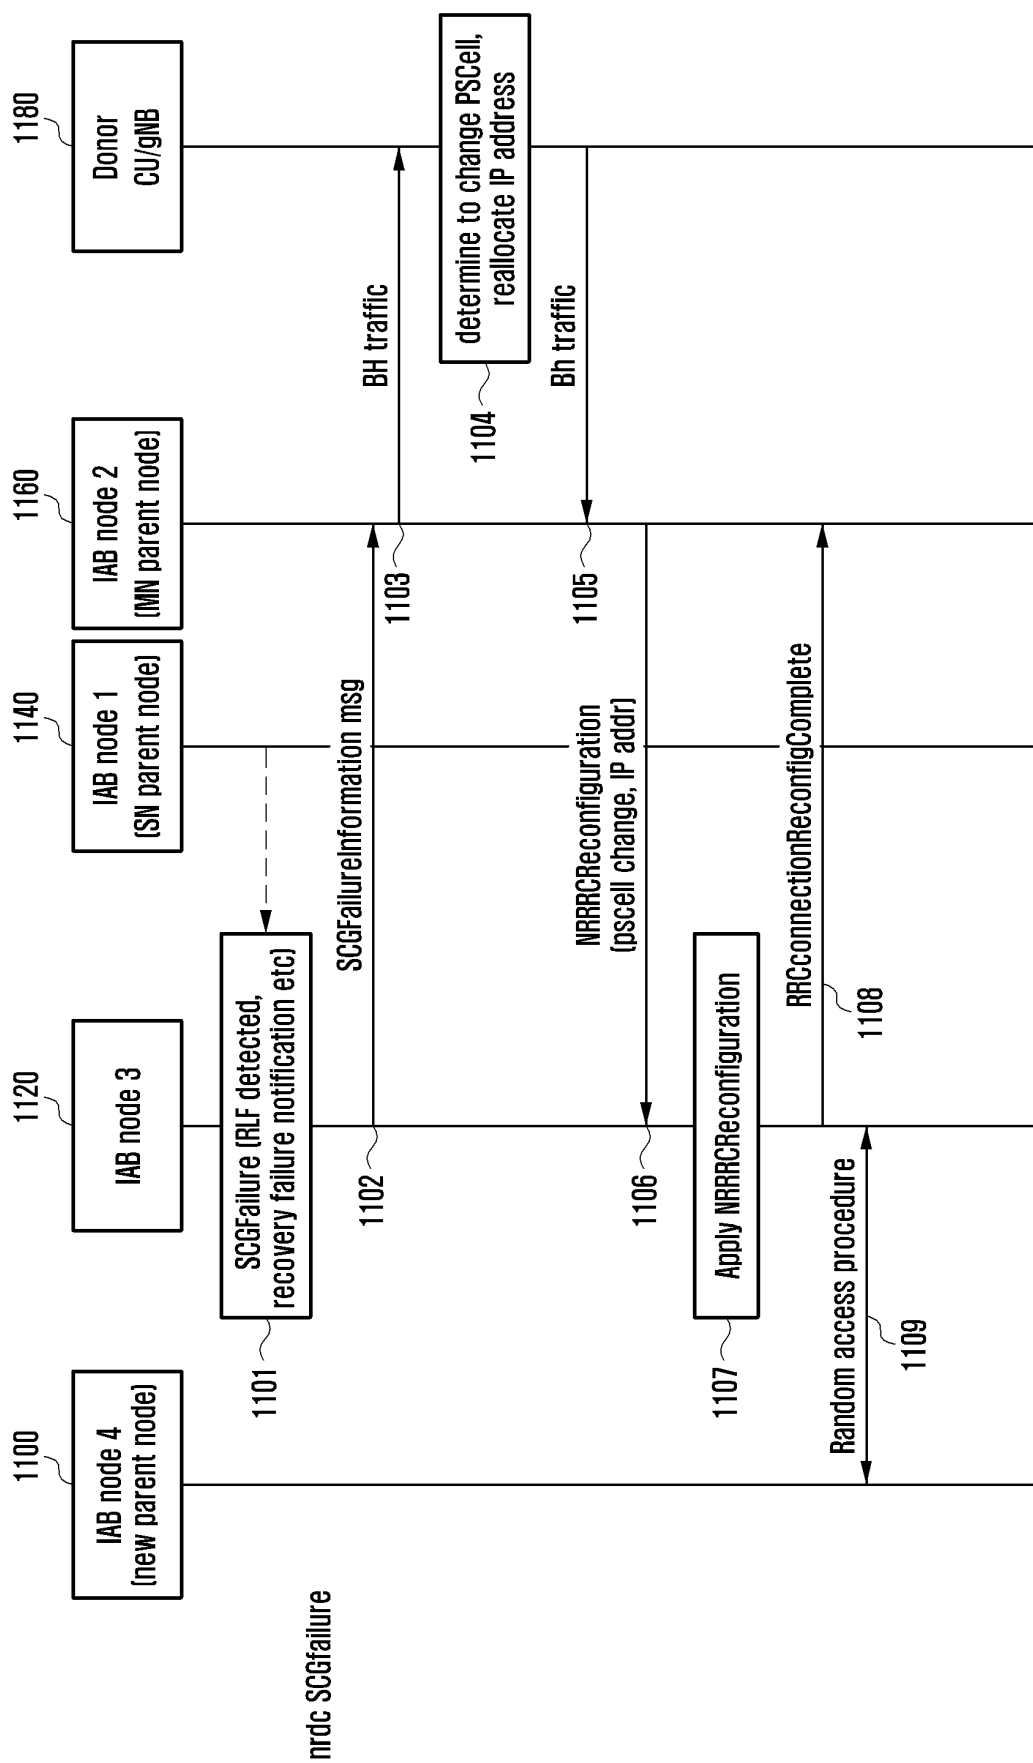 nrdc SCGfailure
1100
IAB node 4
(new parent node)
1120
IAB node 3
1140
IAB node 1
(SN parent node)
1160
IAB node 2
(MN parent node)
1180
Donor
CU/gNB
1101
SCGFailure (RLF detected,
recovery failure notification etc)
SCGFailureInformation msg
1102
BH traffic
1103
determine to change PSCell,
reallocate IP address
1104
Bh traffic
1105
NRRRCReconfiguration
(pscell change, IP addr)
1106
Apply NRRRCReconfiguration
1107
RRCconnectionReconfigComplete
1108
Random access procedure
1109